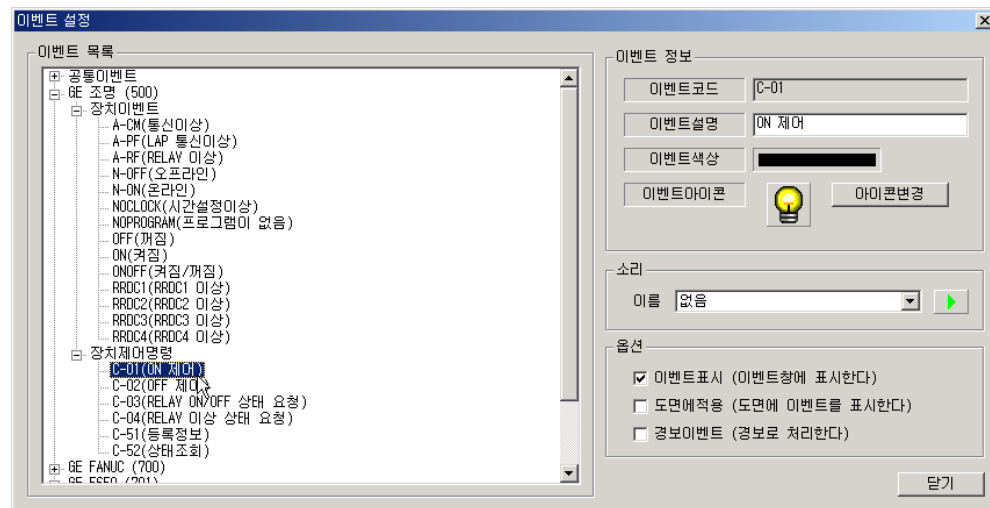 이벤트 설정
이벤트 목록
공통이벤트
GE 조명 (500)
장치이벤트
A-CM(통신이상)
A-PF(LAP 통신이상)
A-RF(RELAY 이상)
N-OFF(오프라인)
N-ON(온라인)
NOCLOCK(시간설정이상)
NOPROGRAM(프로그램이 없음)
OFF(꺼짐)
ON(켜짐)
ONOFF(켜짐/꺼짐)
RRDC1(RRDC1 이상)
RRDC2(RRDC2 이상)
RRDC3(RRDC3 이상)
RRDC4(RRDC4 이상)
장치제어명령
C-01(ON 제어)
C-02(OFF 제어)
C-03(RELAY ON/OFF 상태 요청)
C-04(RELAY 이상 상태 요청)
C-51(등록정보)
C-52(상태조회)
GE FANUC (700)
이벤트 정보
이벤트코드 C-01
이벤트설명 ON 제어
이벤트색상
이벤트아이콘 아이콘변경
소리
이름 없음
옵션
이벤트표시 (이벤트창에 표시한다)
도면에적용 (도면에 이벤트를 표시한다)
경보이벤트 (경보로 처리한다)
닫기